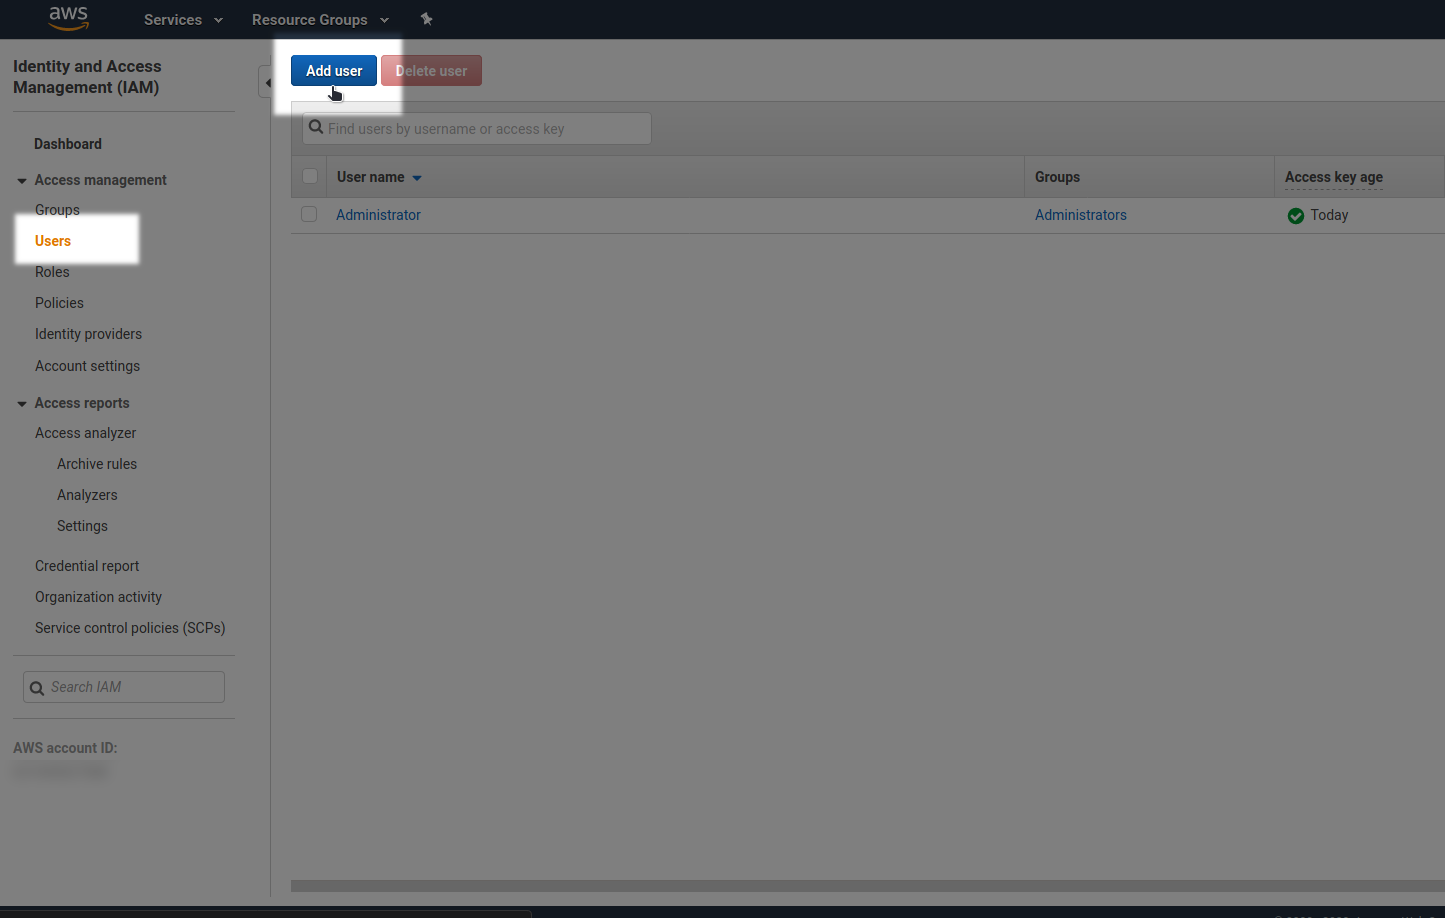 aws
Services
Resource Groups
Identity and Access
Management (IAM)
Add user
Delete user
Find users by username or access key
Dashboard
Access management
Groups
Users
Roles
Policies
Identity providers
Account settings
Access reports
Access analyzer
Archive rules
Analyzers
Settings
Credential report
Organization activity
Service control policies (SCPs)
Search IAM
AWS account ID:
User name
Groups
Access key age
Administrator
Administrators
Today